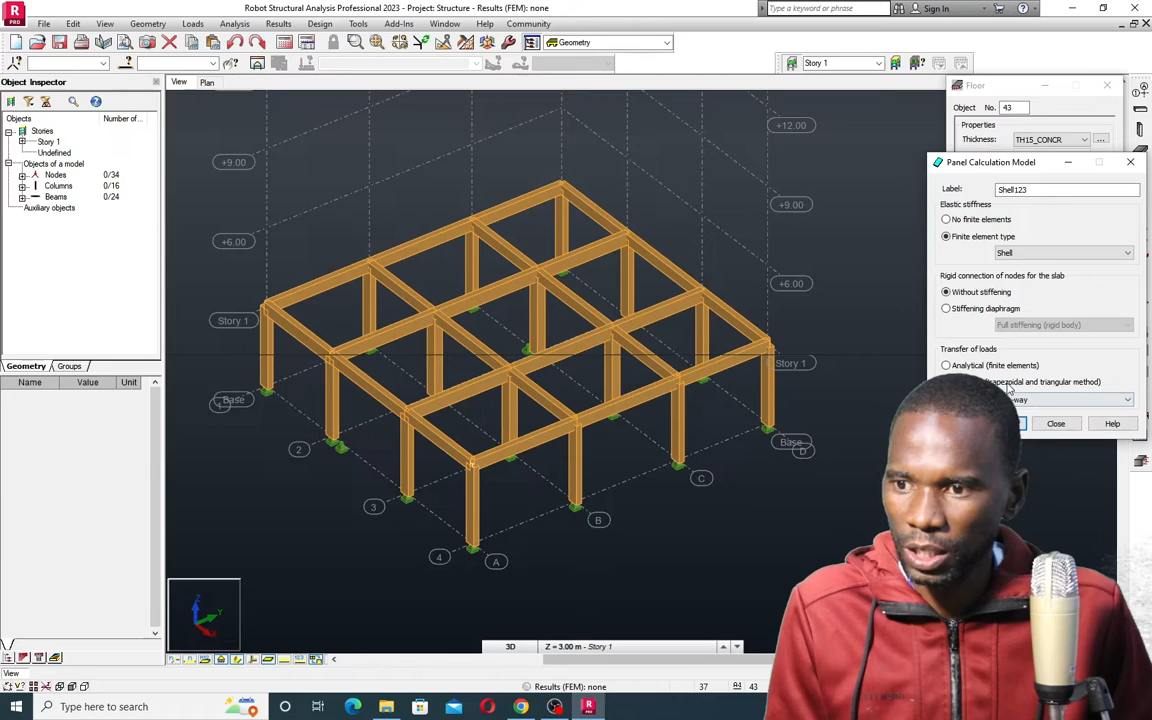 Robot Structural Analysis Professional 2023 - Project: Structure - Results (FEM): none
Type a keyword or phrase
Sign In
PRO
File Edit View Geometry Loads Analysis Results Design Tools Add-Ins Window Help Community
Geometry
Story 1
Object Inspector
View Plan
Objects Number of...
Stories
Story 1
Undefined
Objects of a model
Nodes 0/34
Columns 0/16
Beams 0/24
Auxiliary objects
Geometry Groups
Name Value Unit
Floor
Object No. 43
Properties
Thickness: TH15_CONCR ...
Panel Calculation Model
Label: Shell123
Elastic stiffness
No finite elements
Finite element type
Shell
Rigid connection of nodes for the slab
Without stiffening
Stiffening diaphragm
Full stiffening (rigid body)
Transfer of loads
Analytical (finite elements)
and triangular method)
-way
Close Help
+12.00
+9.00
+9.00
+6.00
+6.00
Story 1
Story 1
Base
1
2
3
4
A
B
C
Base
D
Z
Y
X
3D Z = 3.00 m - Story 1
View
Results (FEM): none 37 43
Type here to search